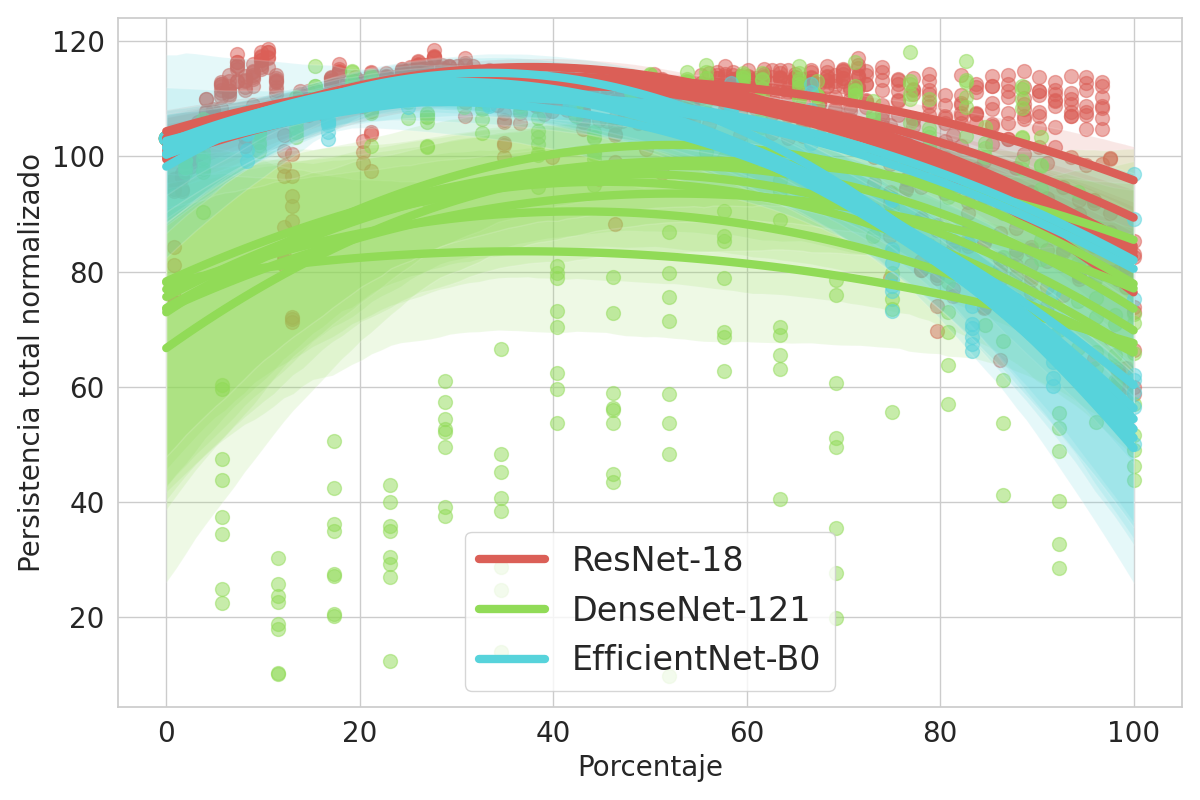 120
100
80
60
40
20
Persistencia total normalizado
ResNet-18
DenseNet-121
EfficientNet-B0
0 20 40 60 80 100
Porcentaje